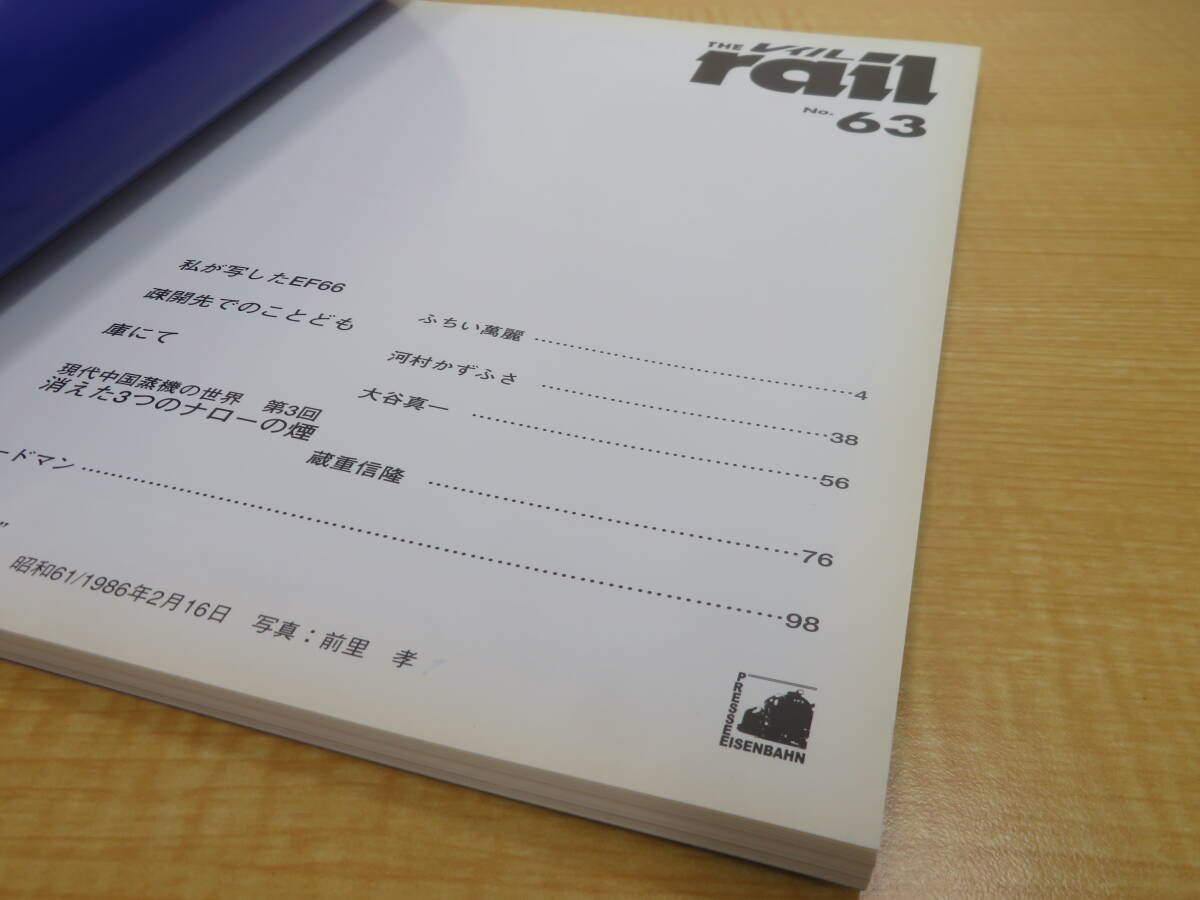 THE レイル
rail
No. 63
私が写したEF66
ふちい萬麗 4
疎開先でのことども
河村かずふさ 38
庫にて
大谷真一 56
現代中国蒸機の世界 第3回
消えた3つのナローの煙
蔵重信隆 76
ードマン 98
"
昭和61/1986年2月16日 写真：前里 孝
PRESSE
EISENBAHN